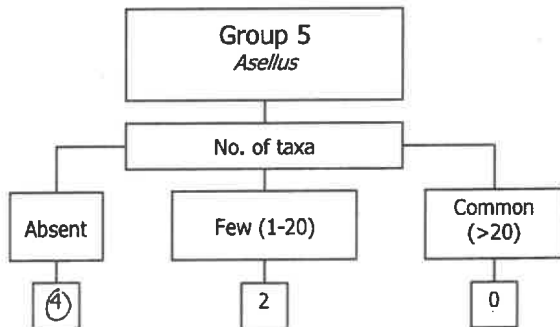 Group 5
Asellus
No. of taxa
Absent
Few (1-20)
Common
(>20)
4
2
0